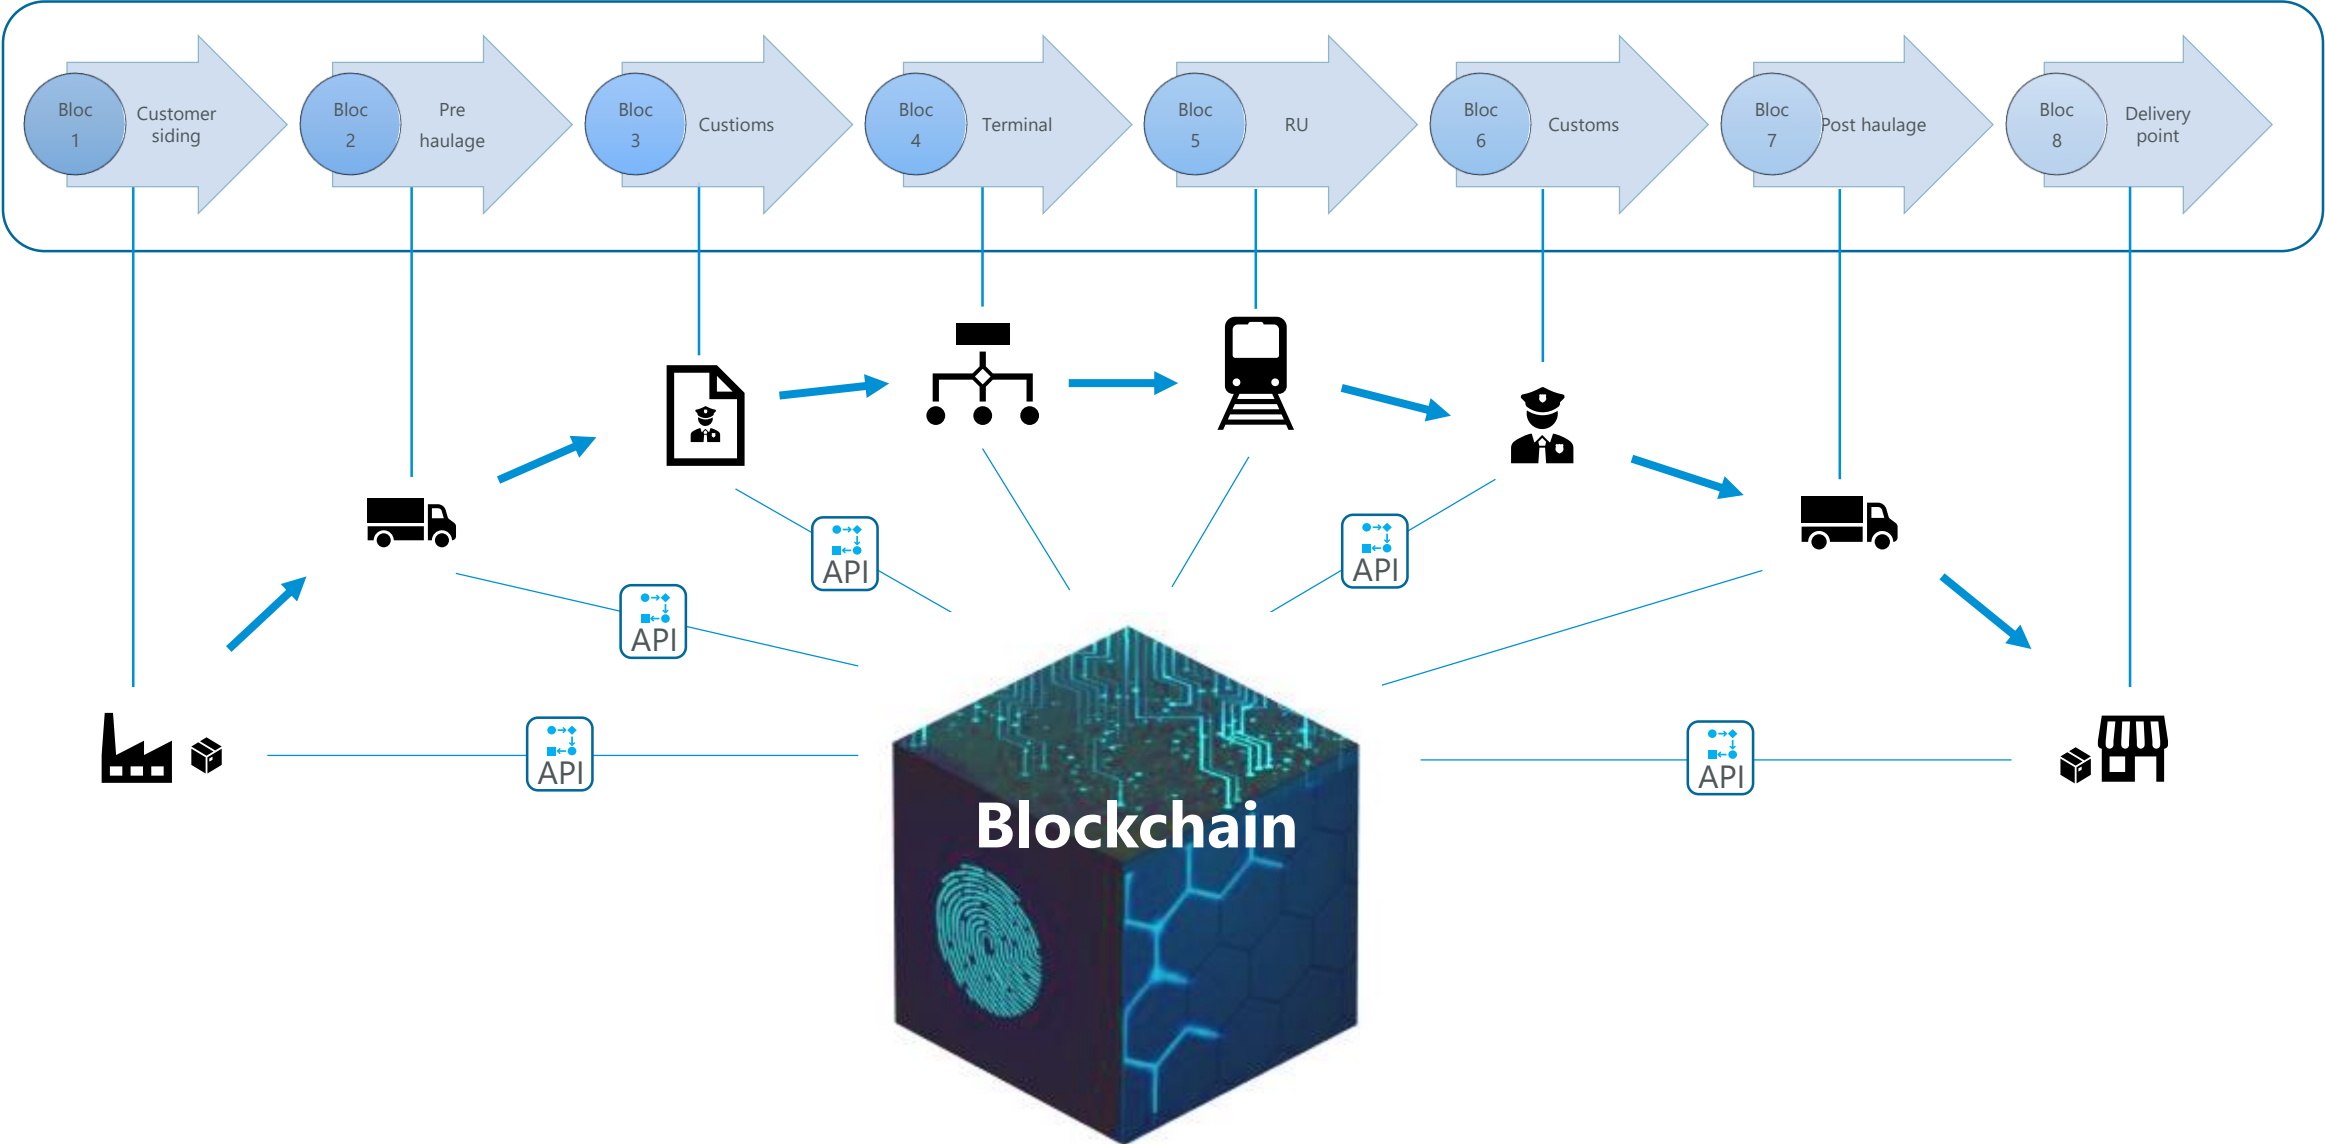 Bloc
1
Customer
siding
Bloc
2
Pre
haulage
Bloc
3
Custioms
Bloc
4
Terminal
Bloc
5
RU
Bloc
6
Customs
Bloc
7
Post haulage
Bloc
8
Delivery
point
API
API
API
API
API
API
Blockchain